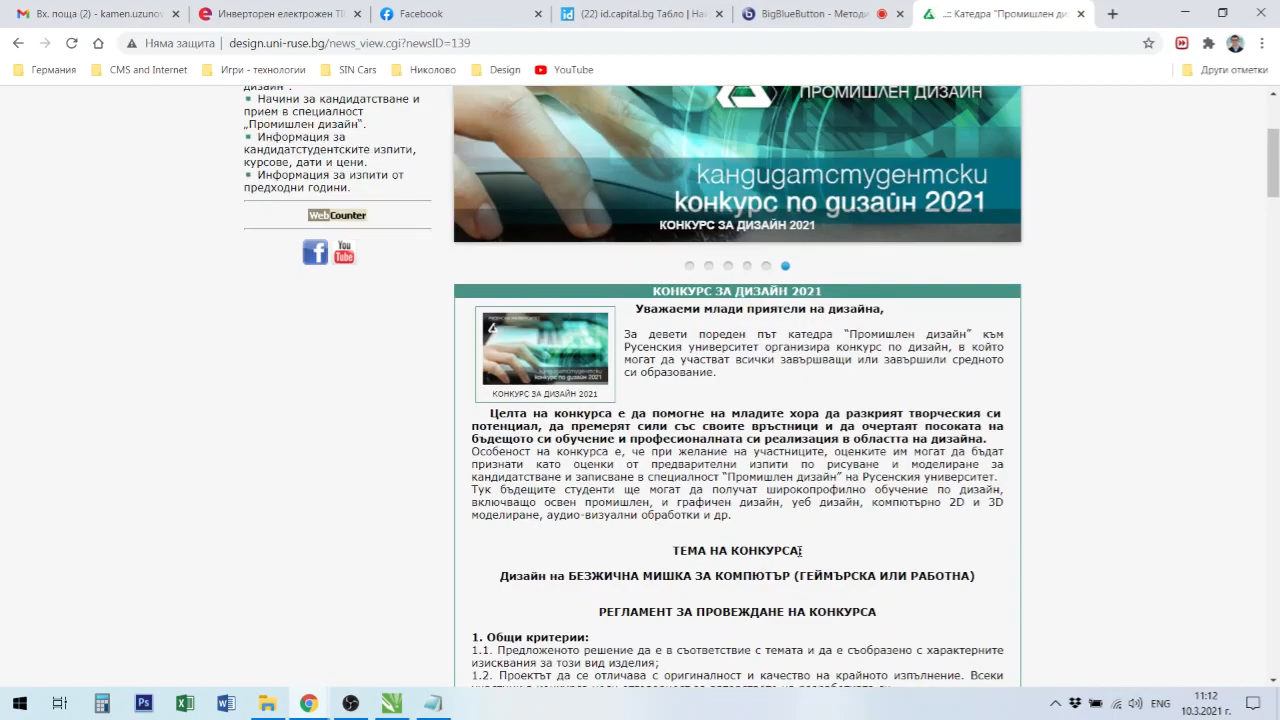 Вх. поща (2) - kamen.uzunov
Инверторен електрожен TI
Facebook
(22) id.capital.bg Табло | Нак
BigBlueButton - Методи
.::: Катедра "Промишлен ди
Няма защита | design.uni-ruse.bg/news_view.cgi?newsID=139
Германия
CMS and Internet
Игри - технологии
SIN Cars
Николово
Design
YouTube
Други отметки
дизайн".
Начини за кандидатстване и
прием в специалност
„Промишлен дизайн“.
Информация за
кандидатстудентските изпити,
курсове, дати и цени.
Информация за изпити от
предходни години.
WebCounter
You
Tube
ПРОМИШЛЕН ДИЗАЙН
кандидатстудентски
конкурс по дизайн 2021
КОНКУРС ЗА ДИЗАЙН 2021
КОНКУРС ЗА ДИЗАЙН 2021
Уважаеми млади приятели на дизайна,
За девети пореден път катедра “Промишлен дизайн” към
Русенския университет организира конкурс по дизайн, в който
могат да участват всички завършващи или завършили средното
си образование.
конкурс по дизайн 2021
КОНКУРС ЗА ДИЗАЙН 2021
Целта на конкурса е да помогне на младите хора да разкрият творческия си
потенциал, да премерят сили със своите връстници и да очертаят посоката на
бъдещото си обучение и професионалната си реализация в областта на дизайна.
Особеност на конкурса е, че при желание на участниците, оценките им могат да бъдат
признати като оценки от предварителни изпити по рисуване и моделиране за
кандидатстване и записване в специалност “Промишлен дизайн” на Русенския университет.
Тук бъдещите студенти ще могат да получат широкопрофилно обучение по дизайн,
включващо освен промишлен, и графичен дизайн, уеб дизайн, компютърно 2D и 3D
моделиране, аудио-визуални обработки и др.
ТЕМА НА КОНКУРСА
Дизайн на БЕЗЖИЧНА МИШКА ЗА КОМПЮТЪР (ГЕЙМЪРСКА ИЛИ РАБОТНА)
РЕГЛАМЕНТ ЗА ПРОВЕЖДАНЕ НА КОНКУРСА
1. Общи критерии:
1.1. Предложеното решение да е в съответствие с темата и да е съобразено с характерните
изисквания за този вид изделия;
1.2. Проектът да се отличава с оригиналност и качество на крайното изпълнение. Всеки
ENG
11:12
10.3.2021 г.